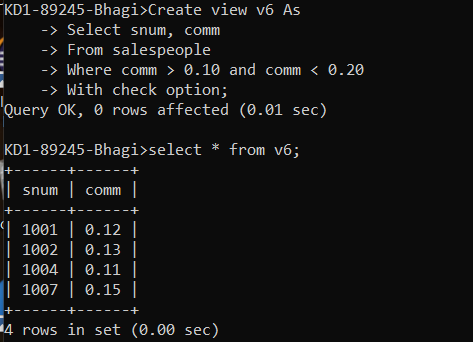 KD1-89245-Bhagi>Create view v6 As
    -> Select snum, comm
    -> From salespeople
    -> Where comm > 0.10 and comm < 0.20
    -> With check option;
Query OK, 0 rows affected (0.01 sec)
KD1-89245-Bhagi>select * from v6;
+------+------+
| snum | comm |
+------+------+
| 1001 | 0.12 |
| 1002 | 0.13 |
| 1004 | 0.11 |
| 1007 | 0.15 |
+------+------+
4 rows in set (0.00 sec)